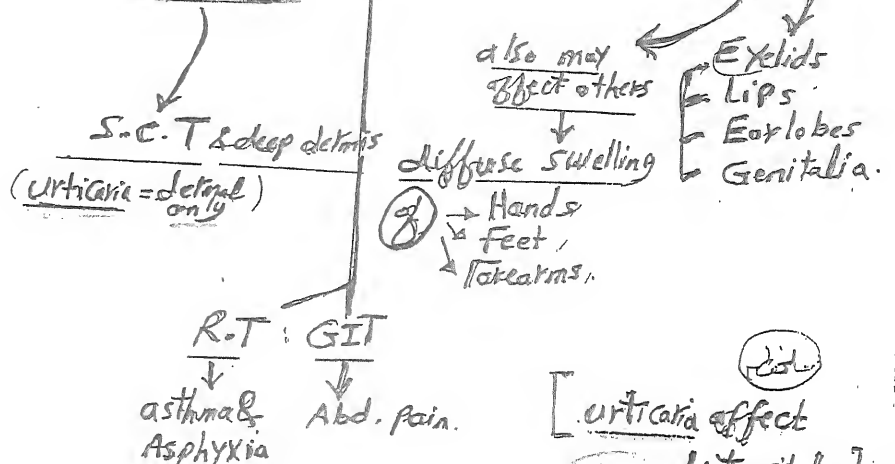 S.C.T & deep dermis
(urticaria = dermal
only)
also may
affect others
diffuse swelling
of → Hands,
Feet,
Forearms,
Eyelids
Lips
Earlobes
Genitalia.
R.T : GIT
asthma &
Asphyxia
Abd. pain.
[urticaria affect